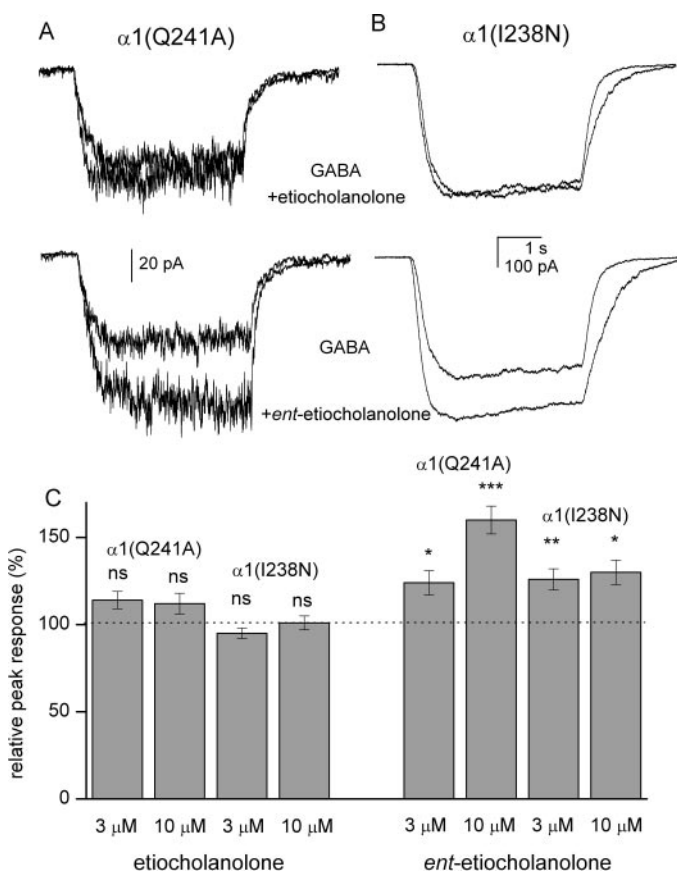 A
α1(Q241A)
B
α1(I238N)
GABA
+etiocholanolone
20 pA
1 s
100 pA
GABA
+ent-etiocholanolone
C
α1(Q241A)
***
α1(Q241A)
α1(I238N)
α1(I238N)
ns
ns
ns
ns
*
**
*
relative peak response (%)
150
100
50
0
3 μM
10 μM
3 μM
10 μM
3 μM
10 μM
3 μM
10 μM
etiocholanolone
ent-etiocholanolone